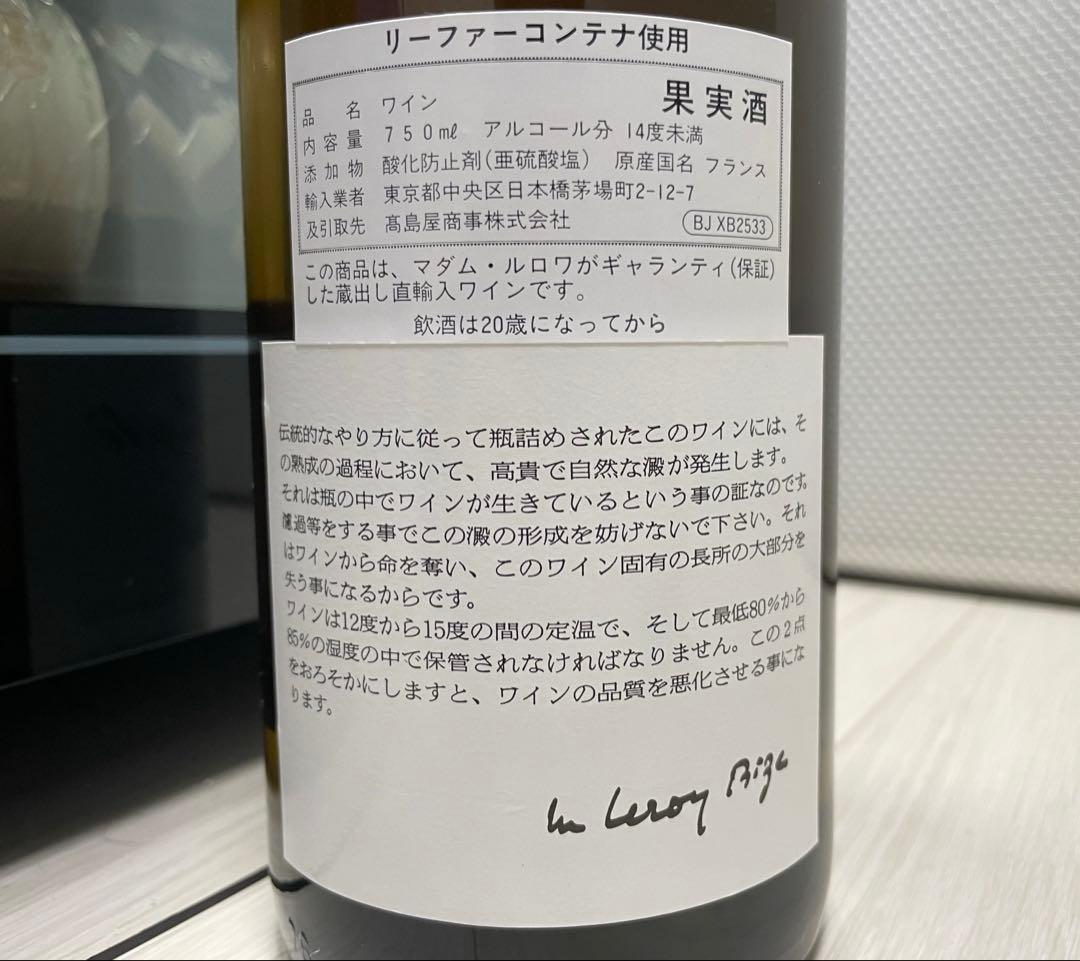 リーファーコンテナ使用
果実酒
品名 ワイン
内容量 750mℓ アルコール分 14度未満
添加物 酸化防止剤(亜硫酸塩) 原産国名 フランス
輸入業者 東京都中央区日本橋茅場町2-12-7
及引取先 髙島屋商事株式会社 BJ XB2533
この商品は、マダム・ルロワがギャランティ(保証)
した蔵出し直輸入ワインです。
飲酒は20歳になってから
伝統的なやり方に従って瓶詰めされたこのワインには、そ
の熟成の過程において、高貴で自然な澱が発生します。
それは瓶の中でワインが生きているという事の証なのです。
濾過等をする事でこの澱の形成を妨げないで下さい。それ
はワインから命を奪い、このワイン固有の長所の大部分を
失う事になるからです。
ワインは12度から15度の間の定温で、そして最低80%から
85%の湿度の中で保管されなければなりません。この2点
をおろそかにしますと、ワインの品質を悪化させる事にな
ります。
Leroy